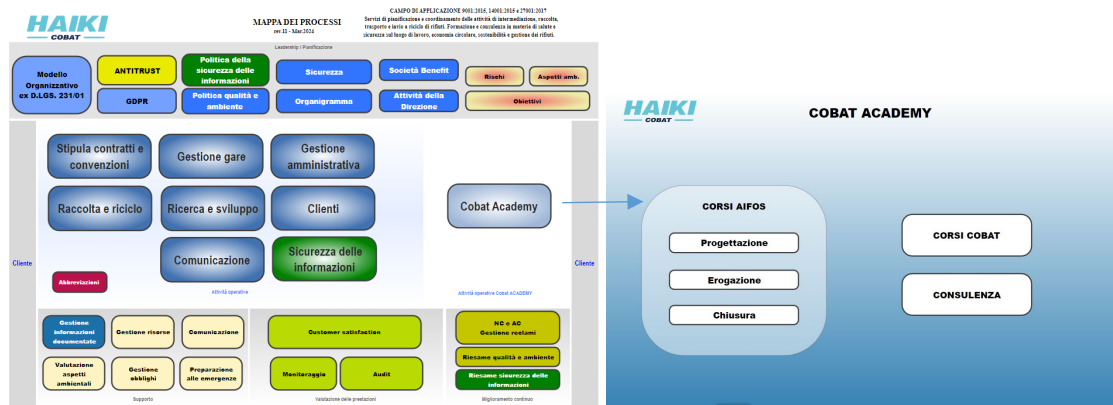 HAIKI
COBAT
MAPPA DEI PROCESSI
rev.11 - Mar.2024
CAMPO DI APPLICAZIONE 9001:2015, 14001:2015 e 27001:2017
Servizi di pianificazione e coordinamento delle attività di intermediazione, raccolta,
trasporto e invio a riciclo di rifiuti. Formazione e consulenza in materia di salute e
sicurezza sul luogo di lavoro, economia circolare, sostenibilità e gestione dei rifiuti.
Leadership / Pianificazione
Modello
Organizzativo
ex D.LGS. 231/01
ANTITRUST
GDPR
Politica della
sicurezza delle
informazioni
Politica qualità e
ambiente
Sicurezza
Organigramma
Società Benefit
Attività della
Direzione
Rischi
Aspetti amb.
Obiettivi
Cliente
Stipula contratti e
convenzioni
Gestione gare
Gestione
amministrativa
Raccolta e riciclo
Ricerca e sviluppo
Clienti
Comunicazione
Sicurezza delle
informazioni
Abbreviazioni
Attività operative
Cobat Academy
Attività operative Cobat ACADEMY
Cliente
Gestione
informazioni
documentate
Gestione risorse
Comunicazione
Valutazione
aspetti
ambientali
Gestione
obblighi
Preparazione
alle emergenze
Supporto
Customer satisfaction
Monitoraggio
Audit
Valutazione delle prestazioni
NC e AC
Gestione reclami
Riesame qualità e ambiente
Riesame sicurezza delle
informazioni
Miglioramento continuo
HAIKI
COBAT
COBAT ACADEMY
CORSI AIFOS
Progettazione
Erogazione
Chiusura
CORSI COBAT
CONSULENZA